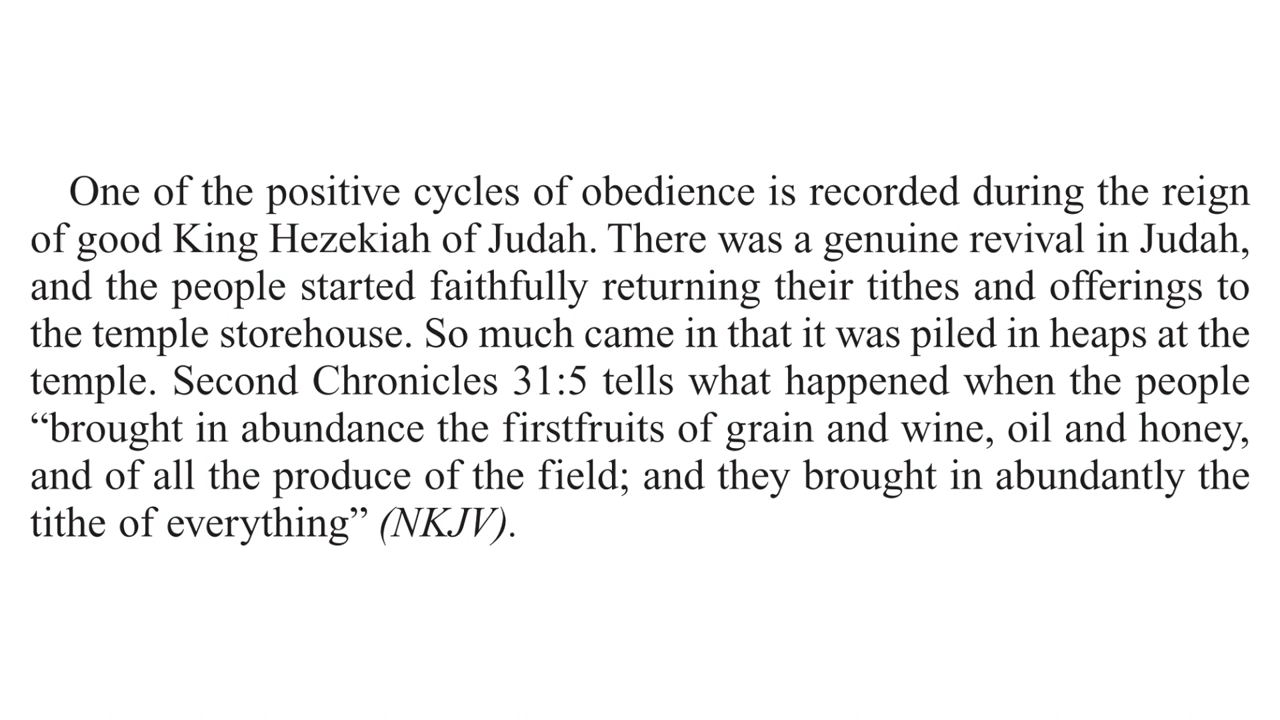 One of the positive cycles of obedience is recorded during the reign
of good King Hezekiah of Judah. There was a genuine revival in Judah,
and the people started faithfully returning their tithes and offerings to
the temple storehouse. So much came in that it was piled in heaps at the
temple. Second Chronicles 31:5 tells what happened when the people
“brought in abundance the firstfruits of grain and wine, oil and honey,
and of all the produce of the field; and they brought in abundantly the
tithe of everything” (NKJV).